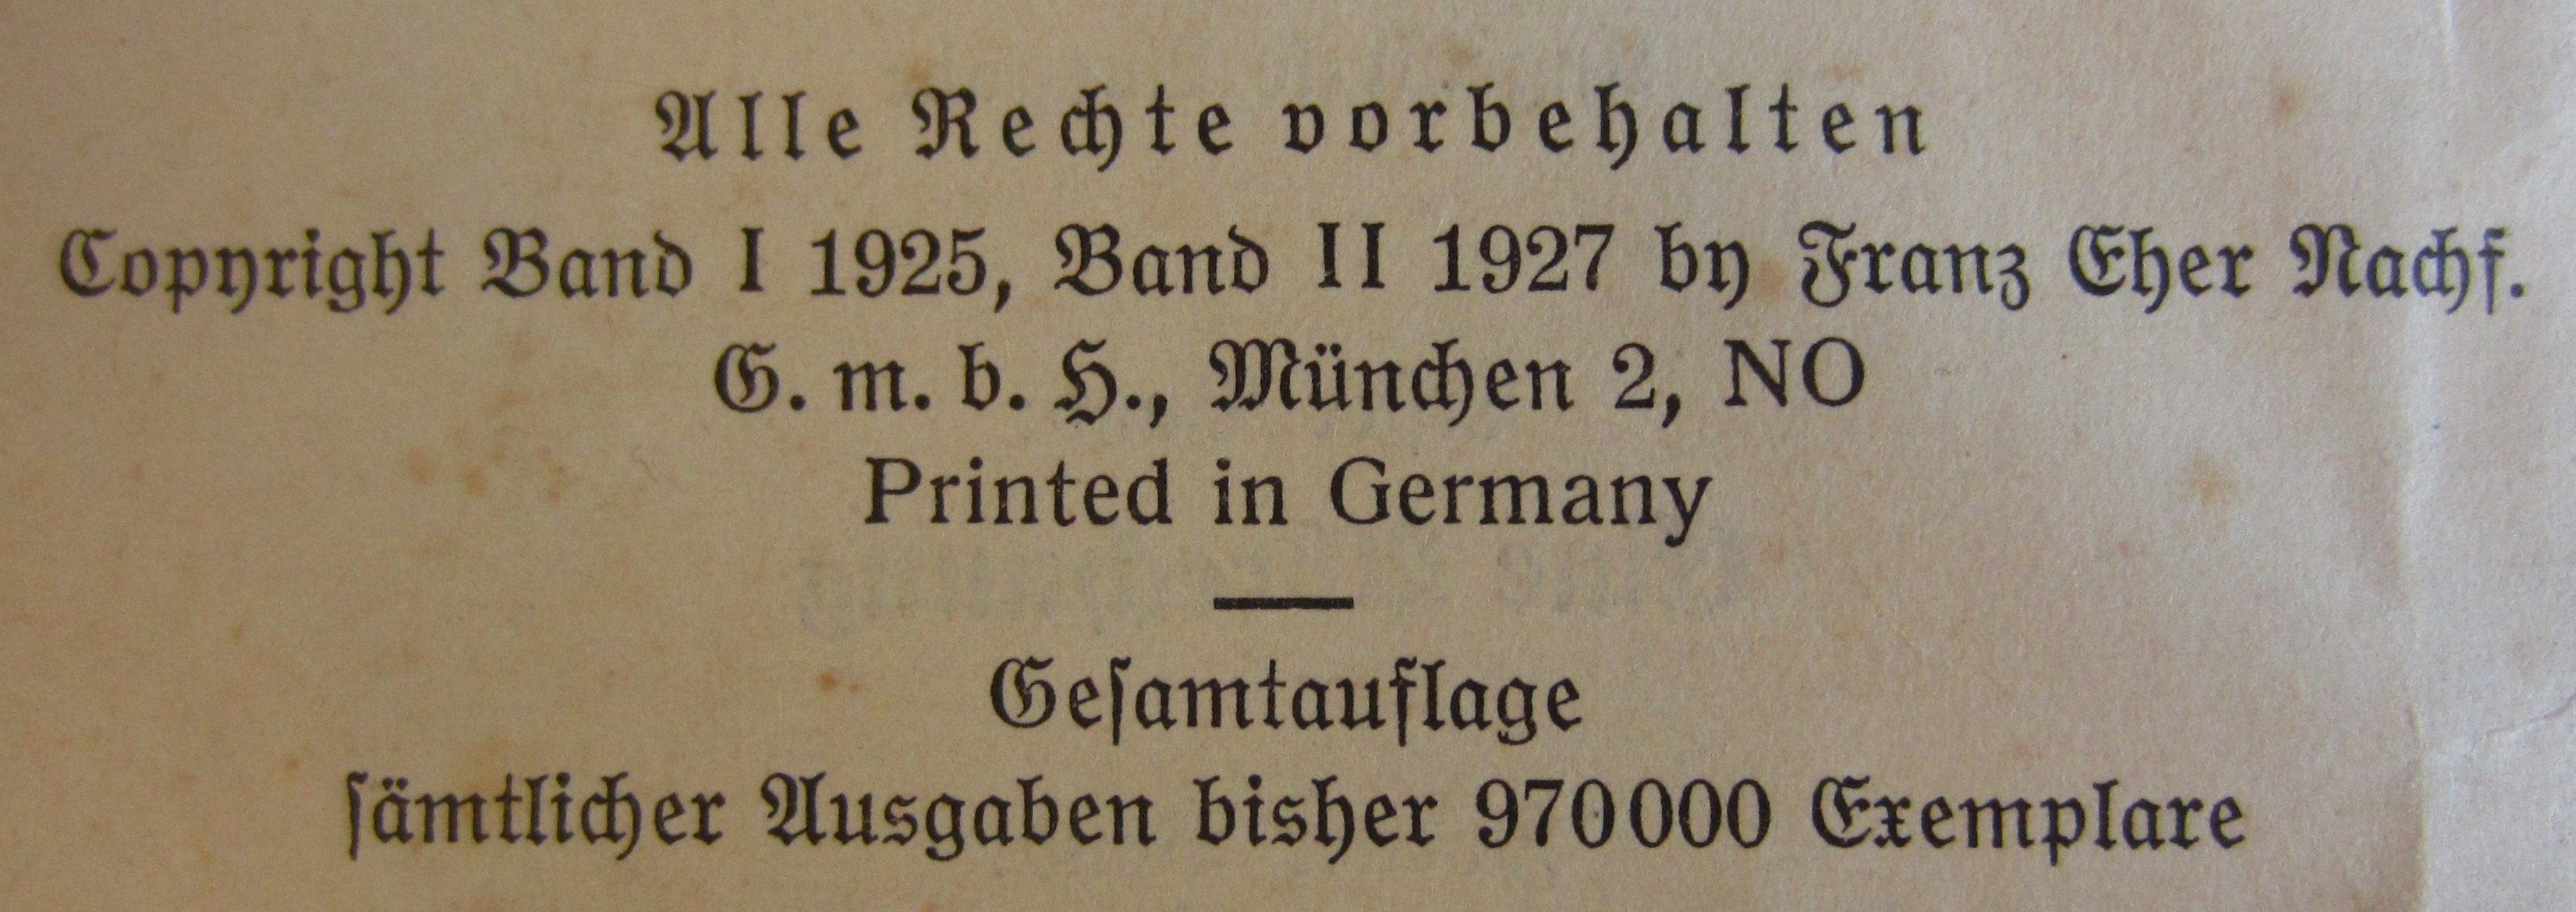 Alle Rechte vorbehalten
Copyright Band I 1925, Band II 1927 by Franz Eher Nachf.
G. m. b. H., München 2, NO
Printed in Germany
Geſamtauflage
ſämtlicher Ausgaben bisher 970000 Exemplare